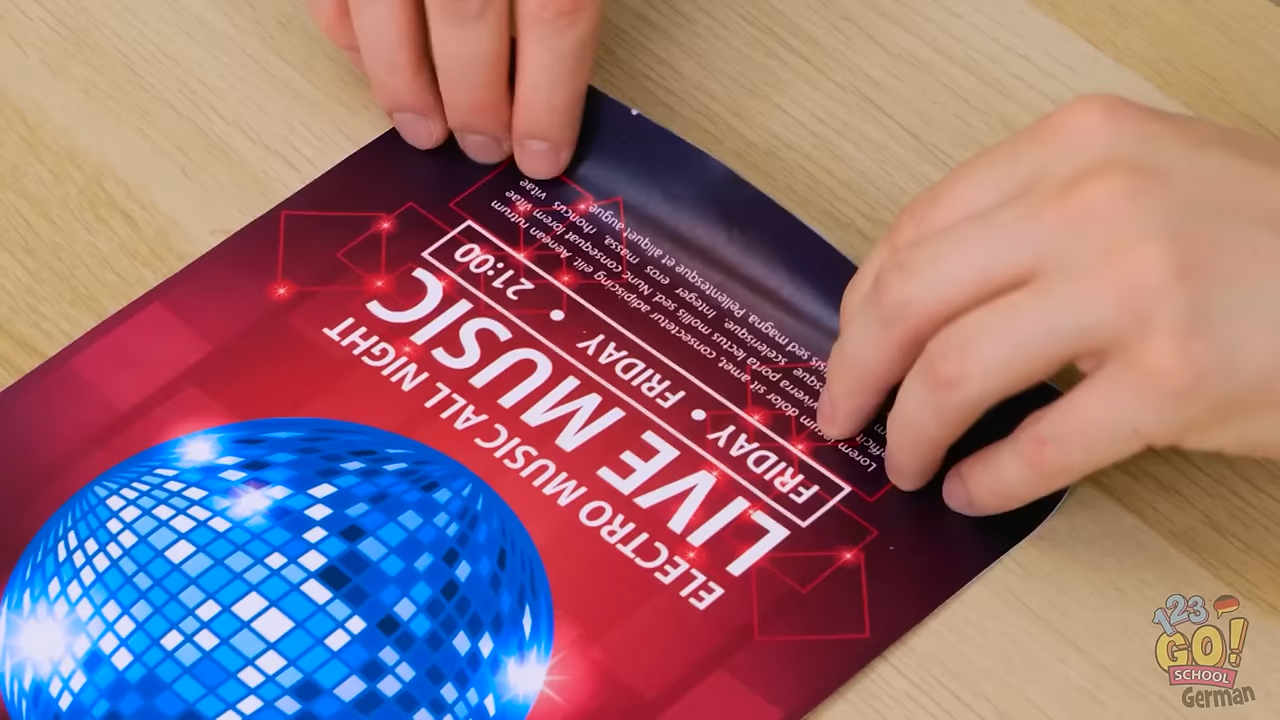 ELECTRO MUSIC ALL NIGHT
LIVE MUSIC
FRIDAY • FRIDAY • 21:00
Lorem ipsum dolor sit amet, consectetur adipiscing elit. Aenean rutrum
viverra porta lectus mollis sed. Nunc consequat lorem vitae
scelerisque. Integer eros massa, rhoncus vitae
sed magna. Pellentesque et aliquet augue
123
GO!
SCHOOL
German